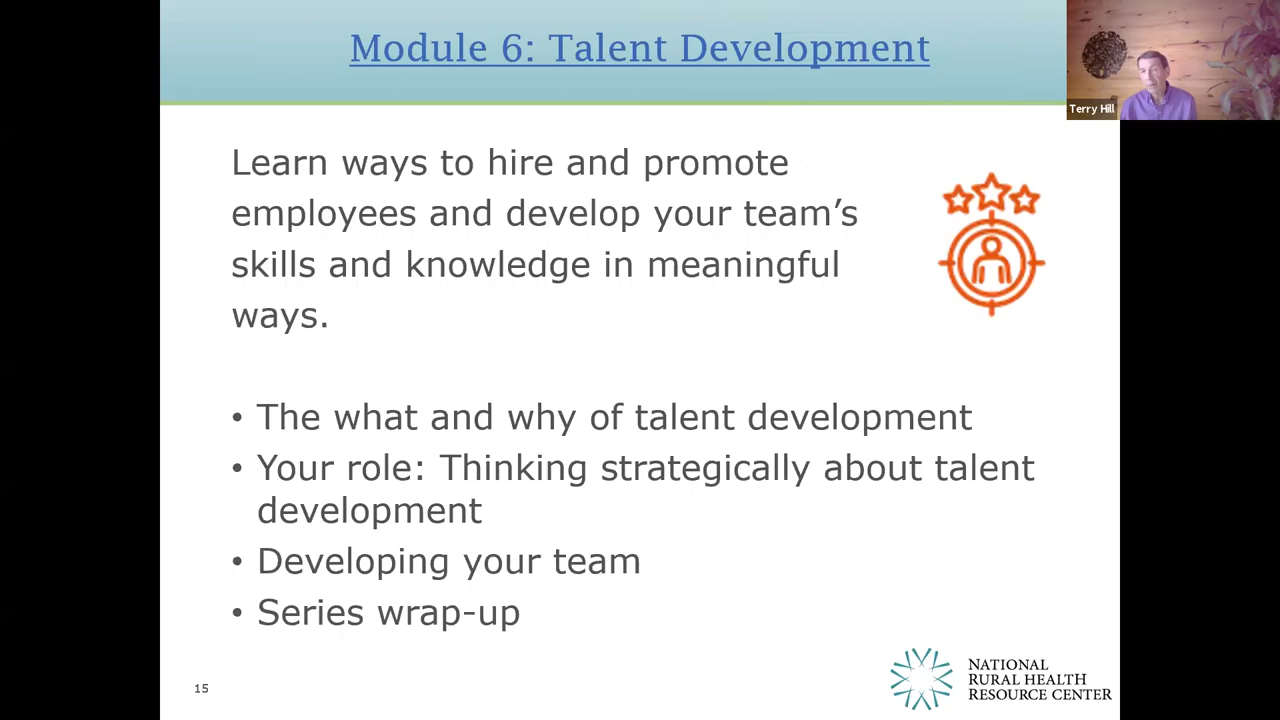 Module 6: Talent Development
Terry Hill
Learn ways to hire and promote
employees and develop your team’s
skills and knowledge in meaningful
ways.
• The what and why of talent development
• Your role: Thinking strategically about talent
development
• Developing your team
• Series wrap-up
15
NATIONAL
RURAL HEALTH
RESOURCE CENTER